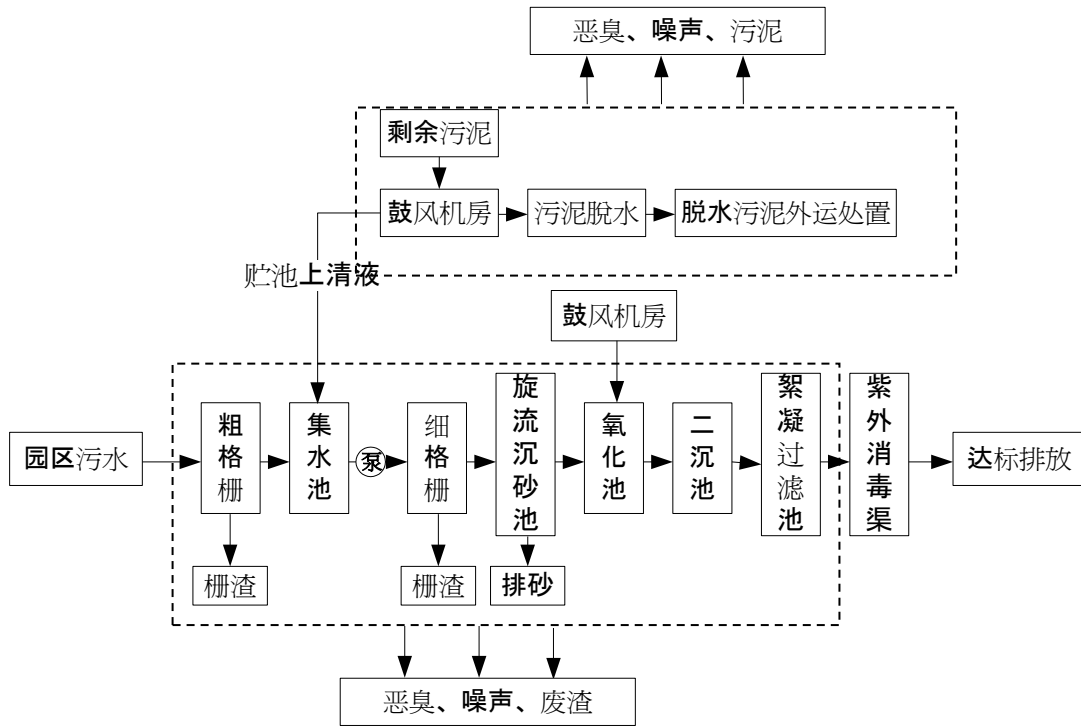 恶臭、噪声、污泥
剩余污泥
鼓风机房
污泥脱水
脱水污泥外运处置
贮池上清液
鼓风机房
园区污水
粗格栅
集水池
泵
细格栅
旋流沉砂池
氧化池
二沉池
絮凝过滤池
紫外消毒渠
达标排放
栅渣
栅渣
排砂
恶臭、噪声、废渣